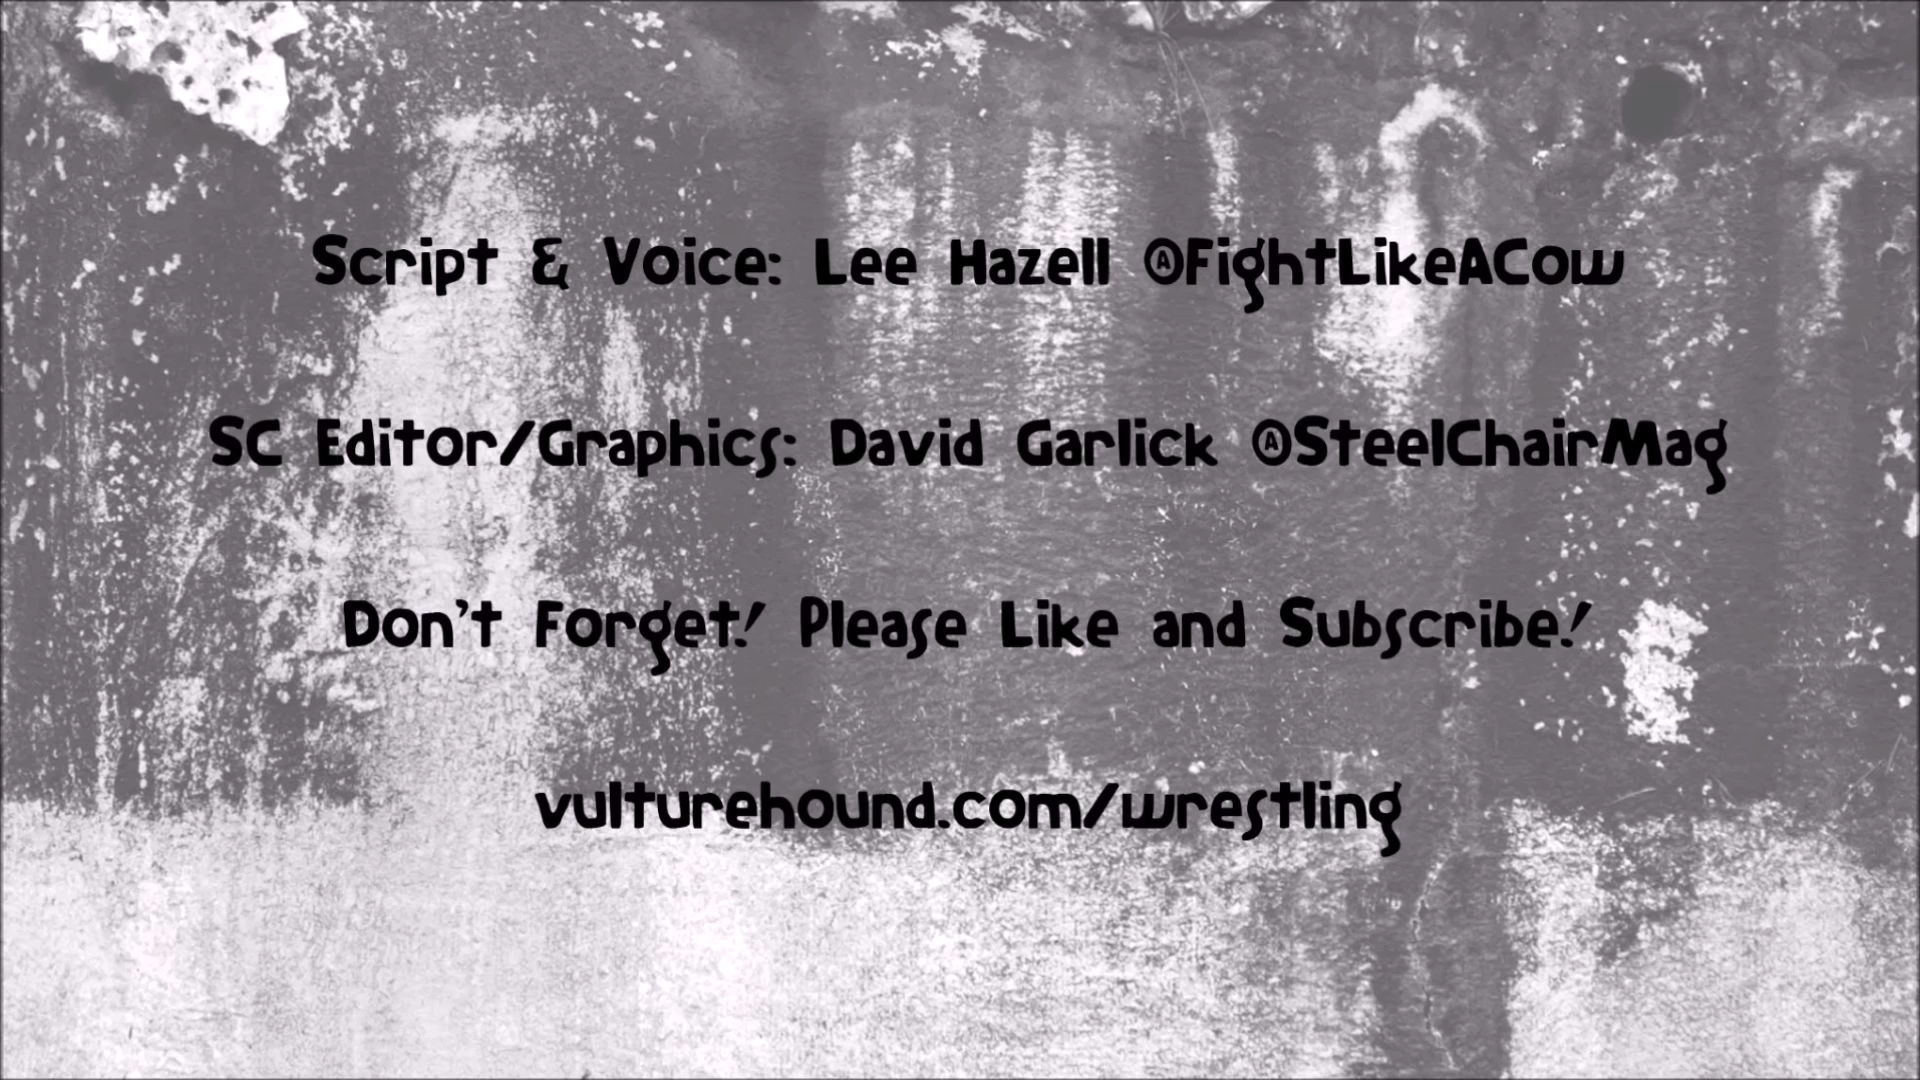 Script & Voice: Lee Hazell @FightLikeACow
SC Editor/Graphics: David Garlick @SteelChairMag
Don't Forget! Please Like and Subscribe!
vulturehound.com/wrestling